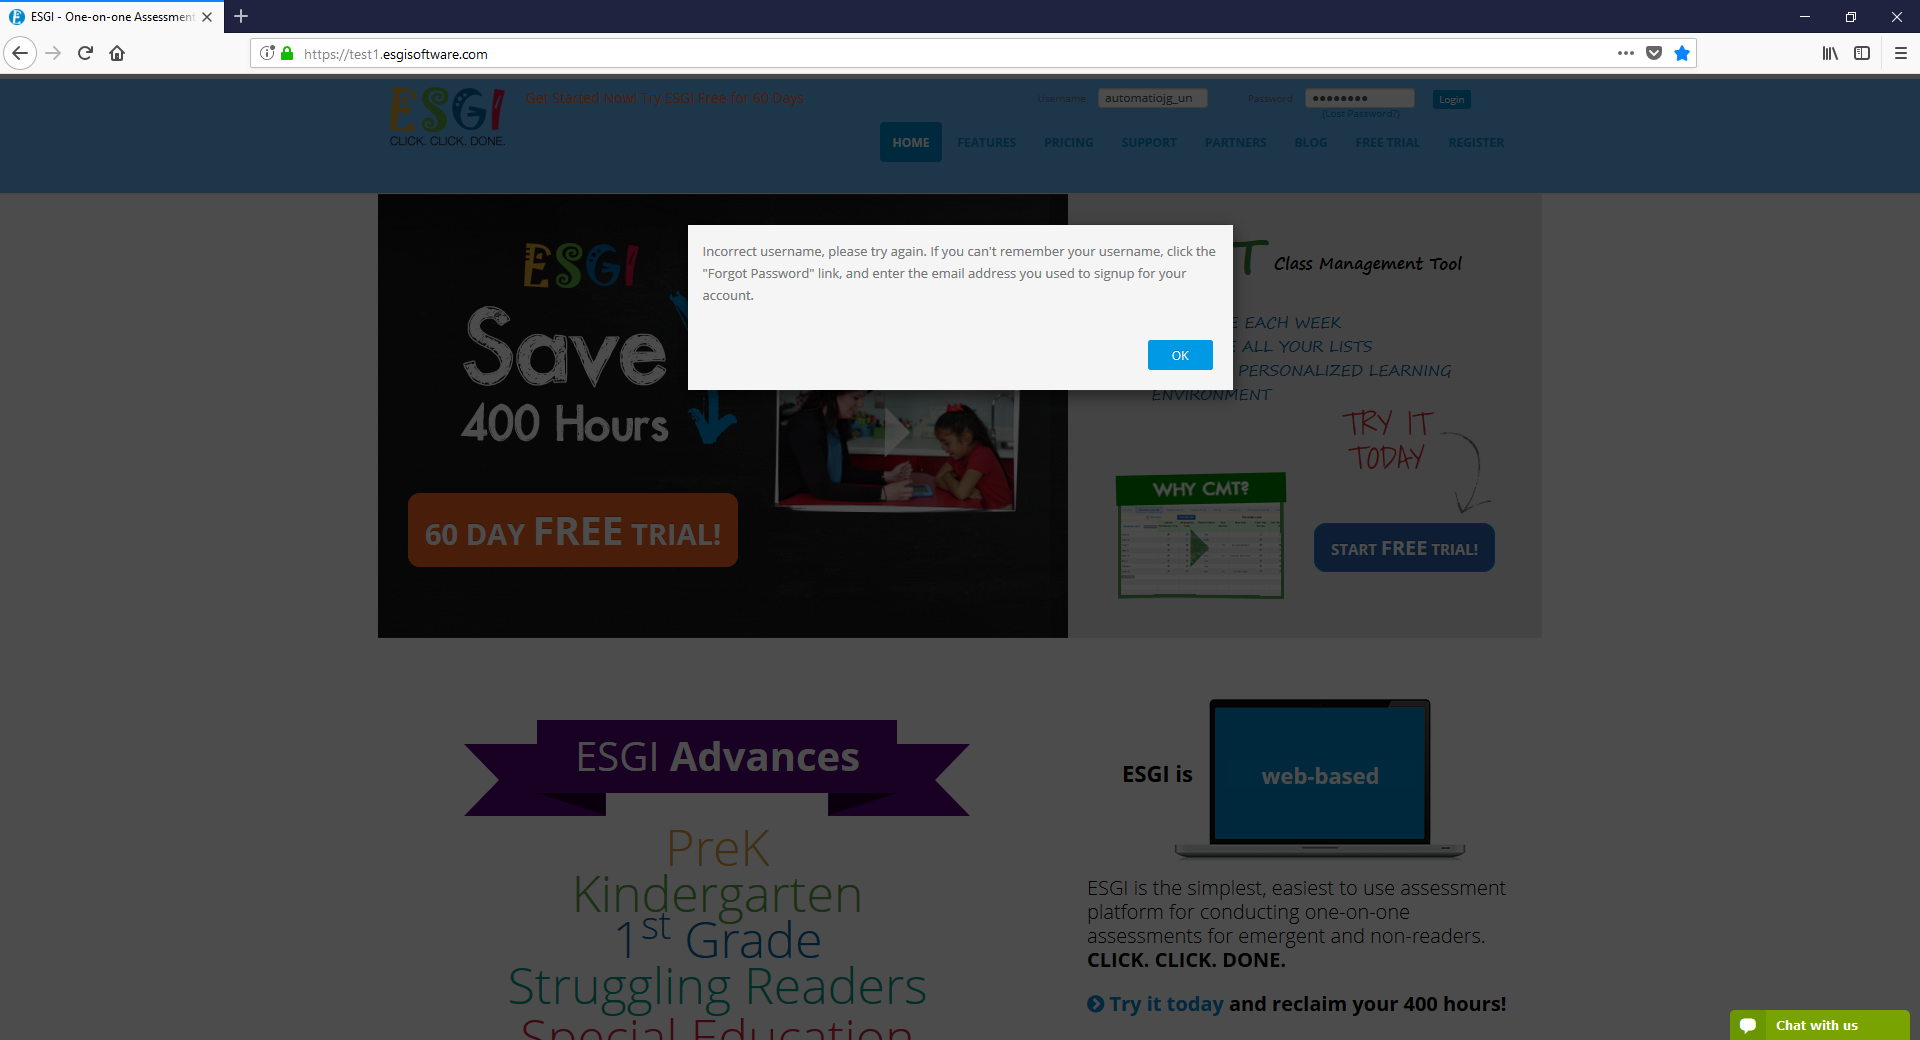 ESGI - One-on-one Assessment
https://test1.esgisoftware.com
ESGI
CLICK. CLICK. DONE.
Get Started Now! Try ESGI Free for 60 Days
Username
automatiojg_un
Password
●●●●●●●●
Login
(Lost Password?)
HOME
FEATURES
PRICING
SUPPORT
PARTNERS
BLOG
FREE TRIAL
REGISTER
Incorrect username, please try again. If you can't remember your username, click the
"Forgot Password" link, and enter the email address you used to signup for your
account.
OK
ESGI
Save
400 Hours
60 DAY FREE TRIAL!
T Class Management Tool
E EACH WEEK
ALL YOUR LISTS
PERSONALIZED LEARNING
ENVIRONMENT
TRY IT
TODAY
WHY CMT?
START FREE TRIAL!
ESGI Advances
PreK
Kindergarten
1st Grade
Struggling Readers
Special Education
ESGI is
web-based
ESGI is the simplest, easiest to use assessment
platform for conducting one-on-one
assessments for emergent and non-readers.
CLICK. CLICK. DONE.
Try it today and reclaim your 400 hours!
Chat with us